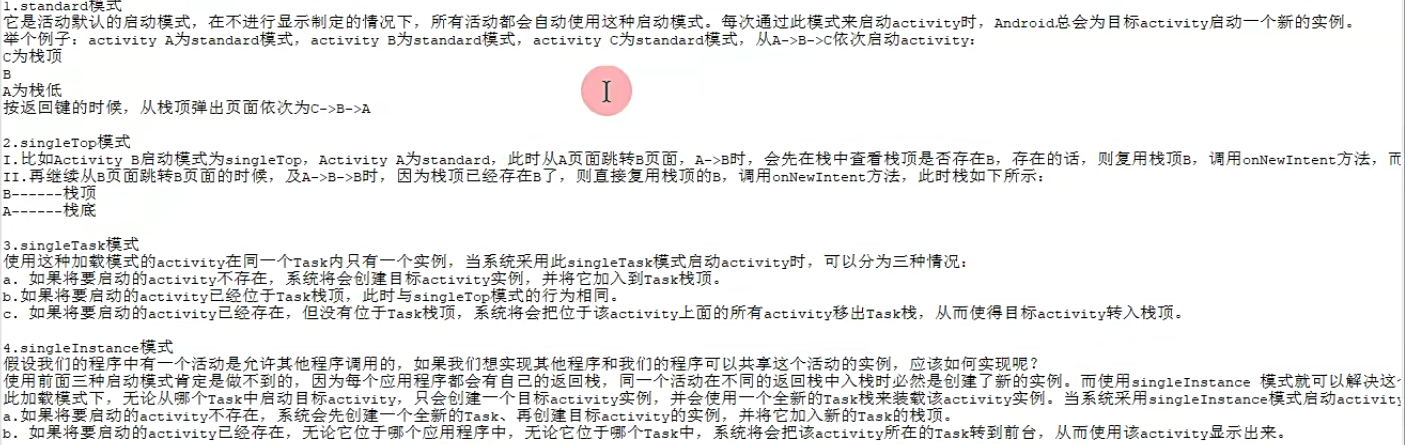 1.standard模式
它是活动默认的启动模式，在不进行显示制定的情况下，所有活动都会自动使用这种启动模式。每次通过此模式来启动activity时，Android总会为目标activity启动一个新的实例。
举个例子：activity A为standard模式，activity B为standard模式，activity C为standard模式，从A->B->C依次启动activity：
C为栈顶
B
A为栈低
按返回键的时候，从栈顶弹出页面依次为C->B->A
2.singleTop模式
I.比如Activity B启动模式为singleTop，Activity A为standard，此时从A页面跳转B页面，A->B时，会先在栈中查看栈顶是否存在B，存在的话，则复用栈顶B，调用onNewIntent方法，而
II.再继续从B页面跳转B页面的时候，及A->B->B时，因为栈顶已经存在B了，则直接复用栈顶的B，调用onNewIntent方法，此时栈如下所示：
B------栈顶
A------栈底
3.singleTask模式
使用这种加载模式的activity在同一个Task内只有一个实例，当系统采用此singleTask模式启动activity时，可以分为三种情况：
a. 如果将要启动的activity不存在，系统将会创建目标activity实例，并将它加入到Task栈顶。
b.如果将要启动的activity已经位于Task栈顶，此时与singleTop模式的行为相同。
c. 如果将要启动的activity已经存在，但没有位于Task栈顶，系统将会把位于该activity上面的所有activity移出Task栈，从而使得目标activity转入栈顶。
4.singleInstance模式
假设我们的程序中有一个活动是允许其他程序调用的，如果我们想实现其他程序和我们的程序可以共享这个活动的实例，应该如何实现呢？
使用前面三种启动模式肯定是做不到的，因为每个应用程序都会有自己的返回栈，同一个活动在不同的返回栈中入栈时必然是创建了新的实例。而使用singleInstance 模式就可以解决这
此加载模式下，无论从哪个Task中启动目标activity，只会创建一个目标activity实例，并会使用一个全新的Task栈来装载该activity实例。当系统采用singleInstance模式启动activity
a.如果将要启动的activity不存在，系统会先创建一个全新的Task、再创建目标activity的实例，并将它加入新的Task的栈顶。
b. 如果将要启动的activity已经存在，无论它位于哪个应用程序中，无论它位于哪个Task中，系统将会把该activity所在的Task转到前台，从而使用该activity显示出来。